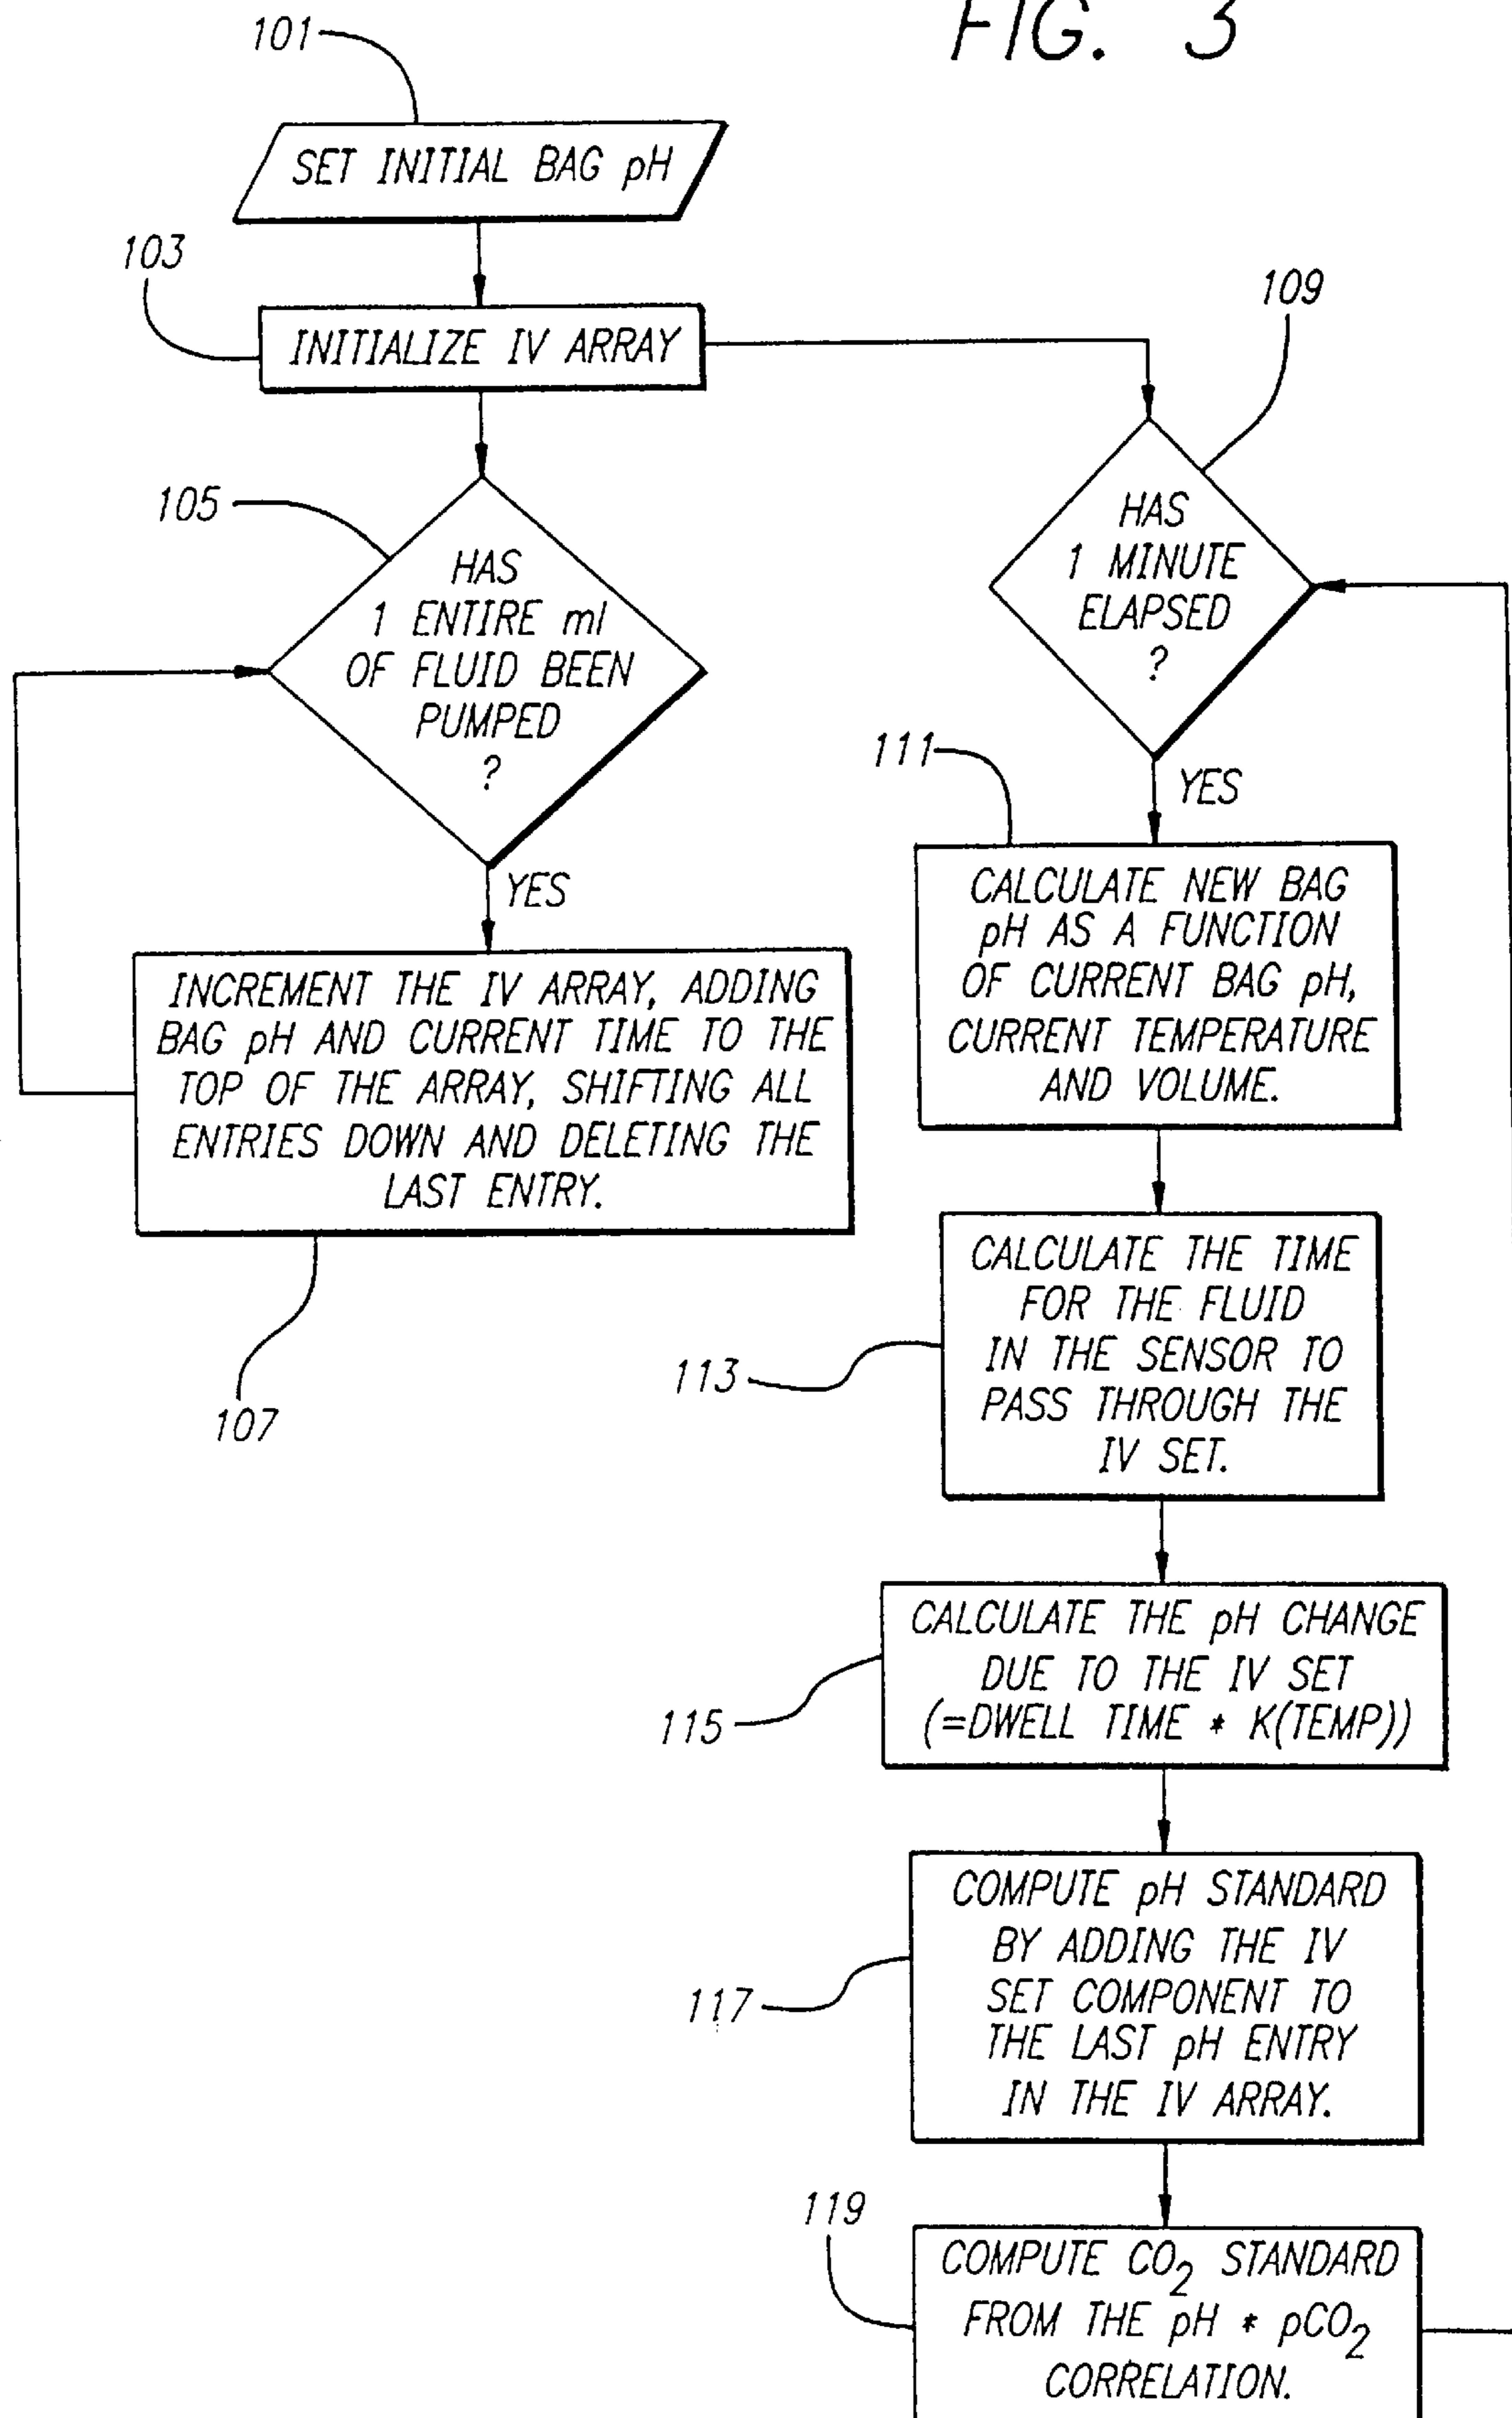 FIG. 3
101
SET INITIAL BAG pH
103
INITIALIZE IV ARRAY
105
HAS
1 ENTIRE ml
OF FLUID BEEN
PUMPED
?
YES
INCREMENT THE IV ARRAY, ADDING
BAG pH AND CURRENT TIME TO THE
TOP OF THE ARRAY, SHIFTING ALL
ENTRIES DOWN AND DELETING THE
LAST ENTRY.
107
109
HAS
1 MINUTE
ELAPSED
?
YES
111
CALCULATE NEW BAG
pH AS A FUNCTION
OF CURRENT BAG pH,
CURRENT TEMPERATURE
AND VOLUME.
113
CALCULATE THE TIME
FOR THE FLUID
IN THE SENSOR TO
PASS THROUGH THE
IV SET.
115
CALCULATE THE pH CHANGE
DUE TO THE IV SET
(=DWELL TIME * K(TEMP))
117
COMPUTE pH STANDARD
BY ADDING THE IV
SET COMPONENT TO
THE LAST pH ENTRY
IN THE IV ARRAY.
119
COMPUTE CO₂ STANDARD
FROM THE pH * pCO₂
CORRELATION.